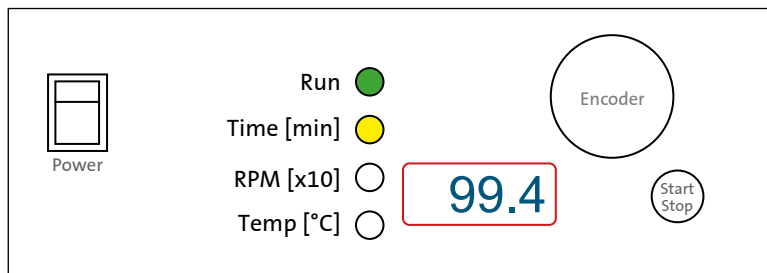 Power
Run
Time [min]
RPM [x10]
Temp [°C]
99.4
Encoder
Start
Stop